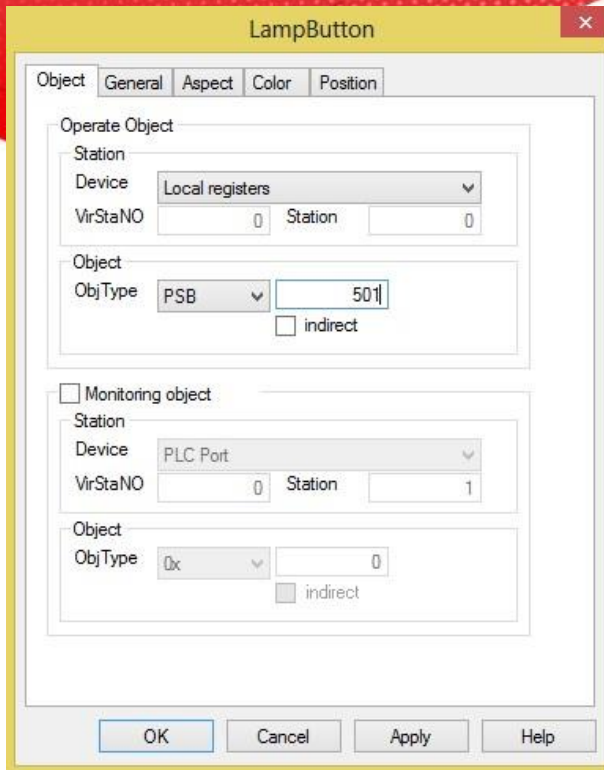 LampButton
Object General Aspect Color Position
Operate Object
Station
Device Local registers
VirStaNO 0 Station 0
Object
ObjType PSB 501
indirect
Monitoring object
Station
Device PLC Port
VirStaNO 0 Station 1
Object
ObjType 0x 0
indirect
OK Cancel Apply Help